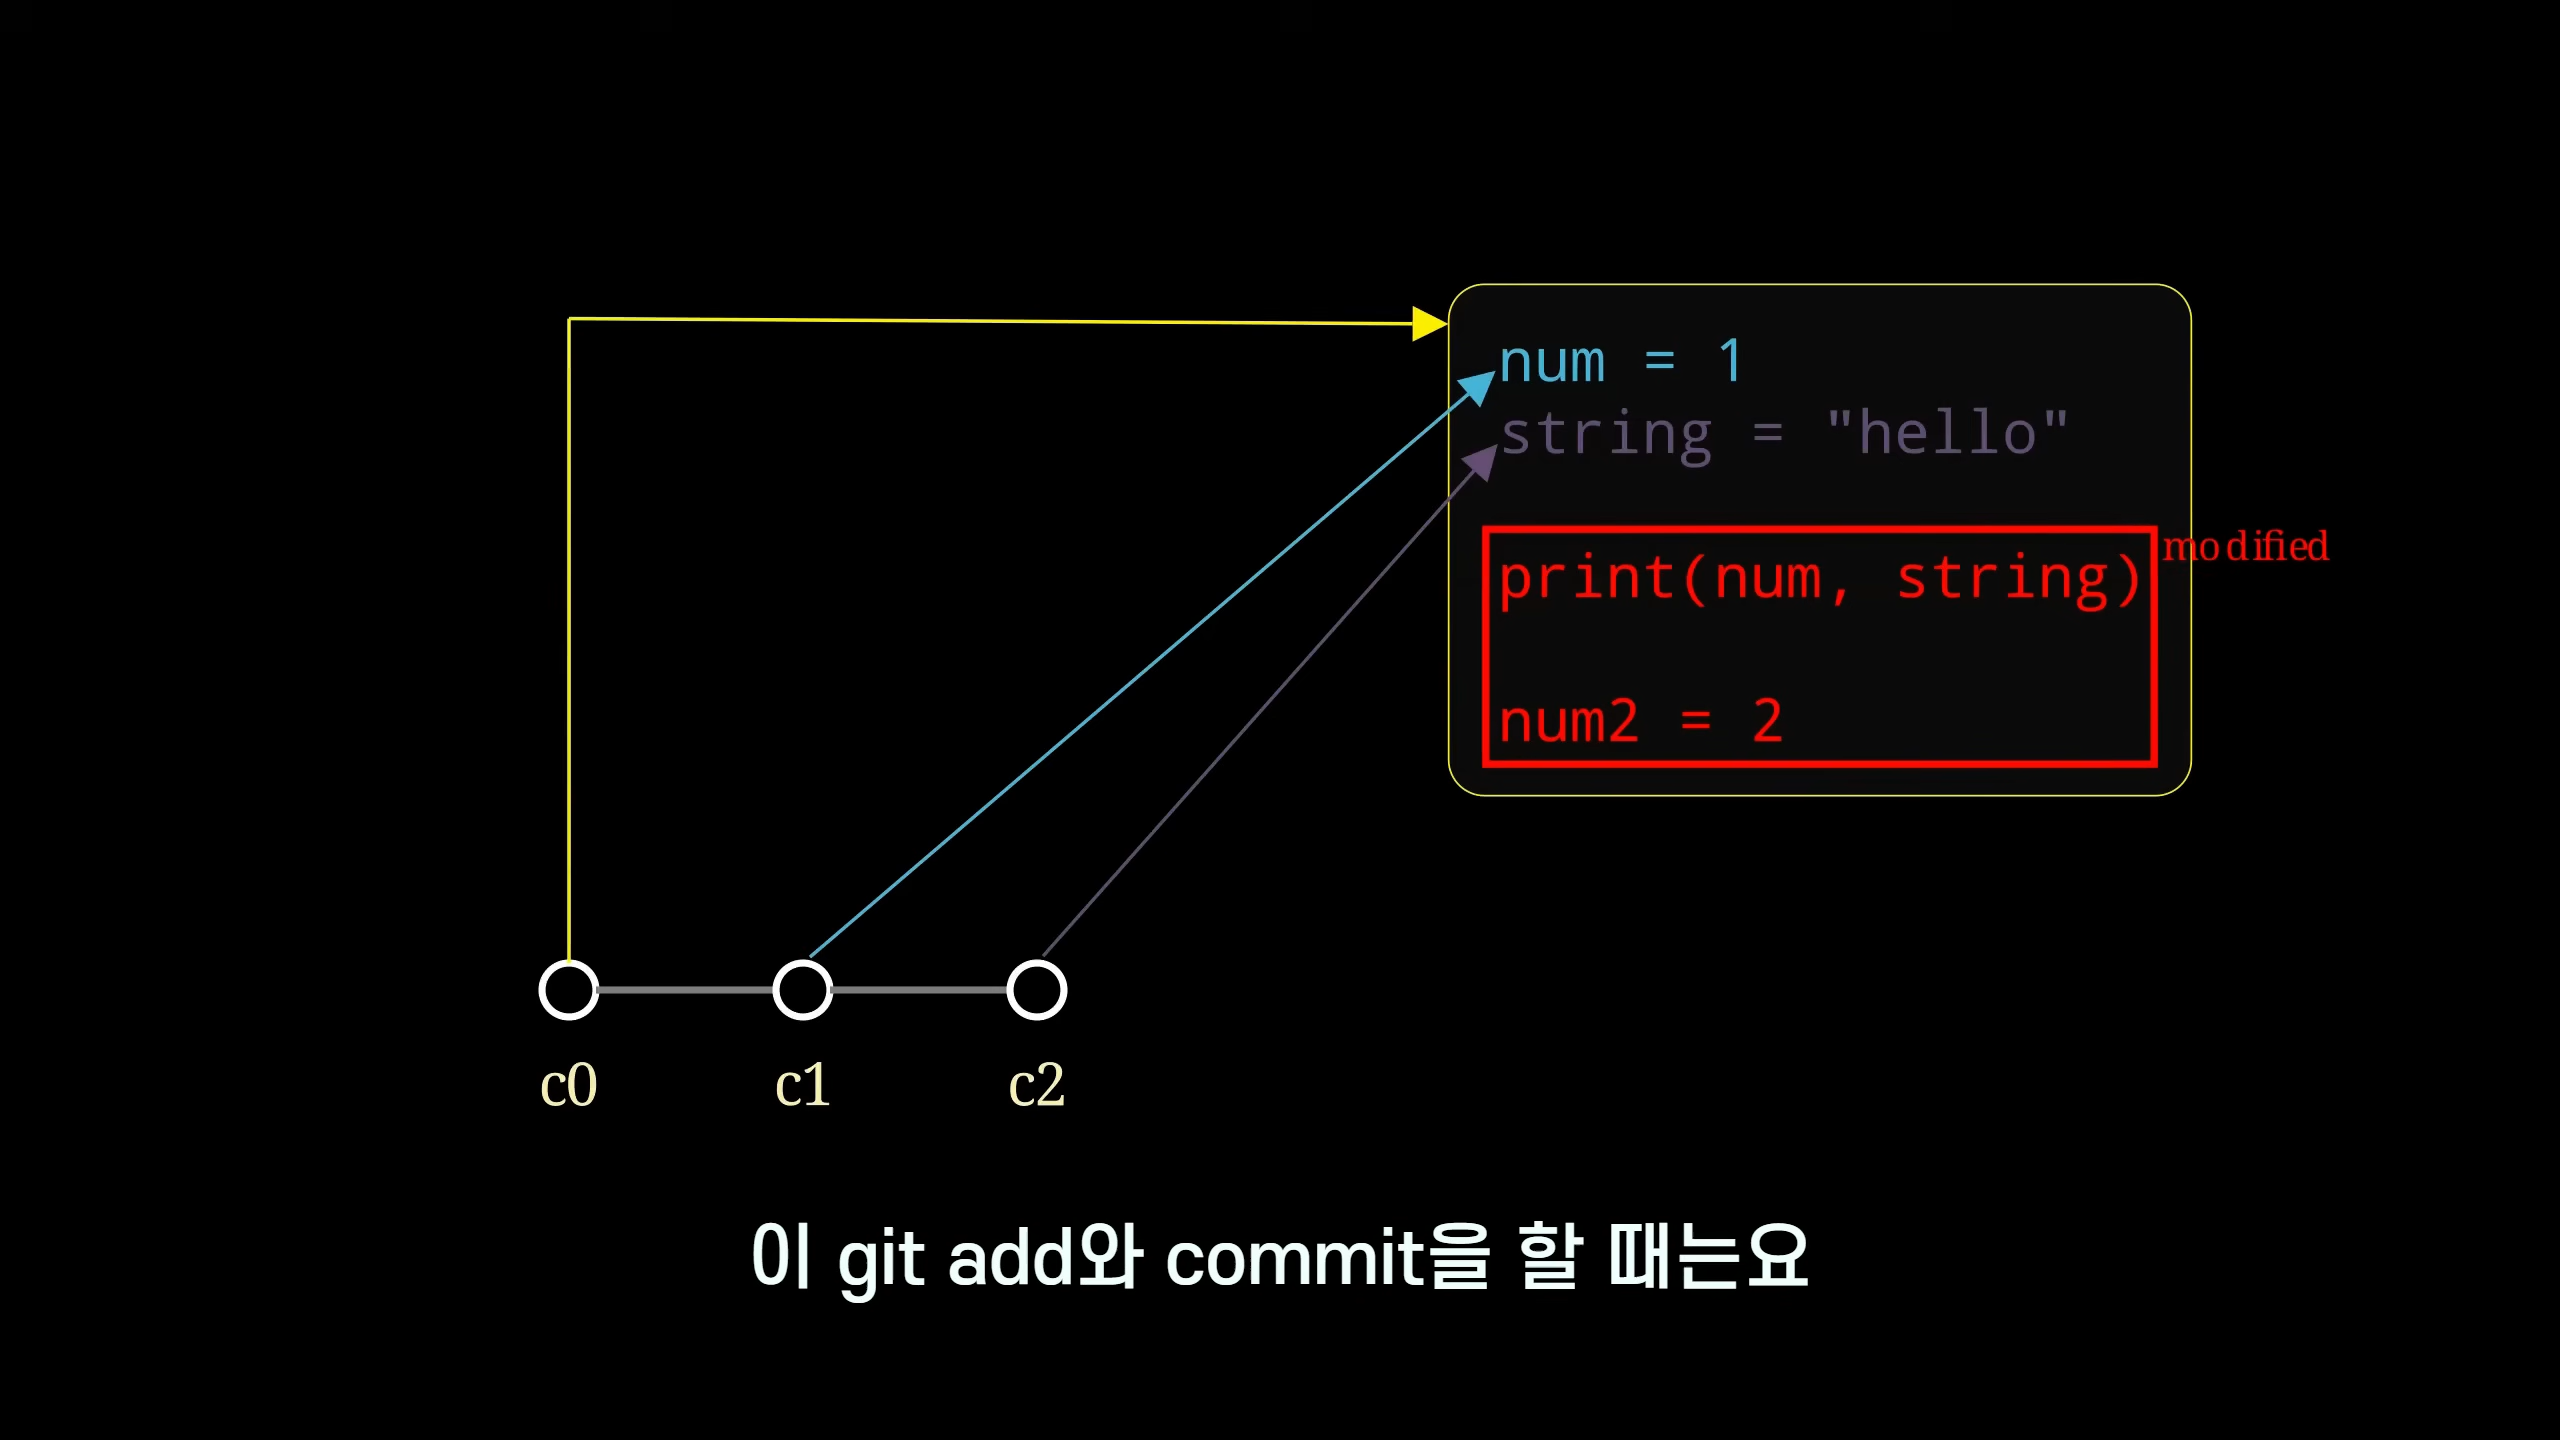 num = 1
string = "hello"
print(num, string)
modified
num2 = 2
c0
c1
c2
이 git add와 commit을 할 때는요